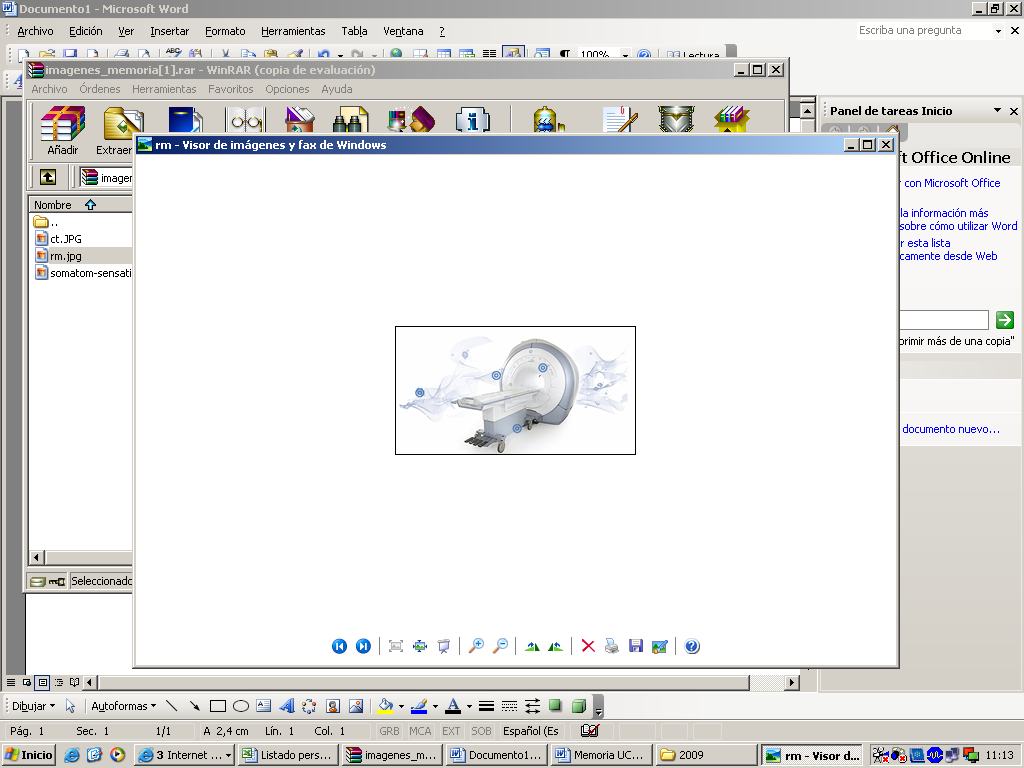 Documento1 - Microsoft Word
Archivo Edición Ver Insertar Formato Herramientas Tabla Ventana ?
Escriba una pregunta
100%
Lectura
imagenes_memoria[1].rar - WinRAR (copia de evaluación)
Archivo Órdenes Herramientas Favoritos Opciones Ayuda
Añadir
Extraer
rm - Visor de imágenes y fax de Windows
imagen
Nombre
..
ct.JPG
rm.jpg
somatom-sensati
Seleccionado
Panel de tareas Inicio
t Office Online
con Microsoft Office
la información más
sobre cómo utilizar Word
r esta lista
camente desde Web
primir más de una copia"
documento nuevo...
Dibujar
Autoformas
Pág. 1 Sec. 1 1/1 A 2,4 cm Lín. 1 Col. 1 GRB MCA EXT SOB Español (Es
Inicio
3 Internet ...
Listado pers...
imagenes_m...
Documento1...
Memoria UC...
2009
rm - Visor d...
11:13